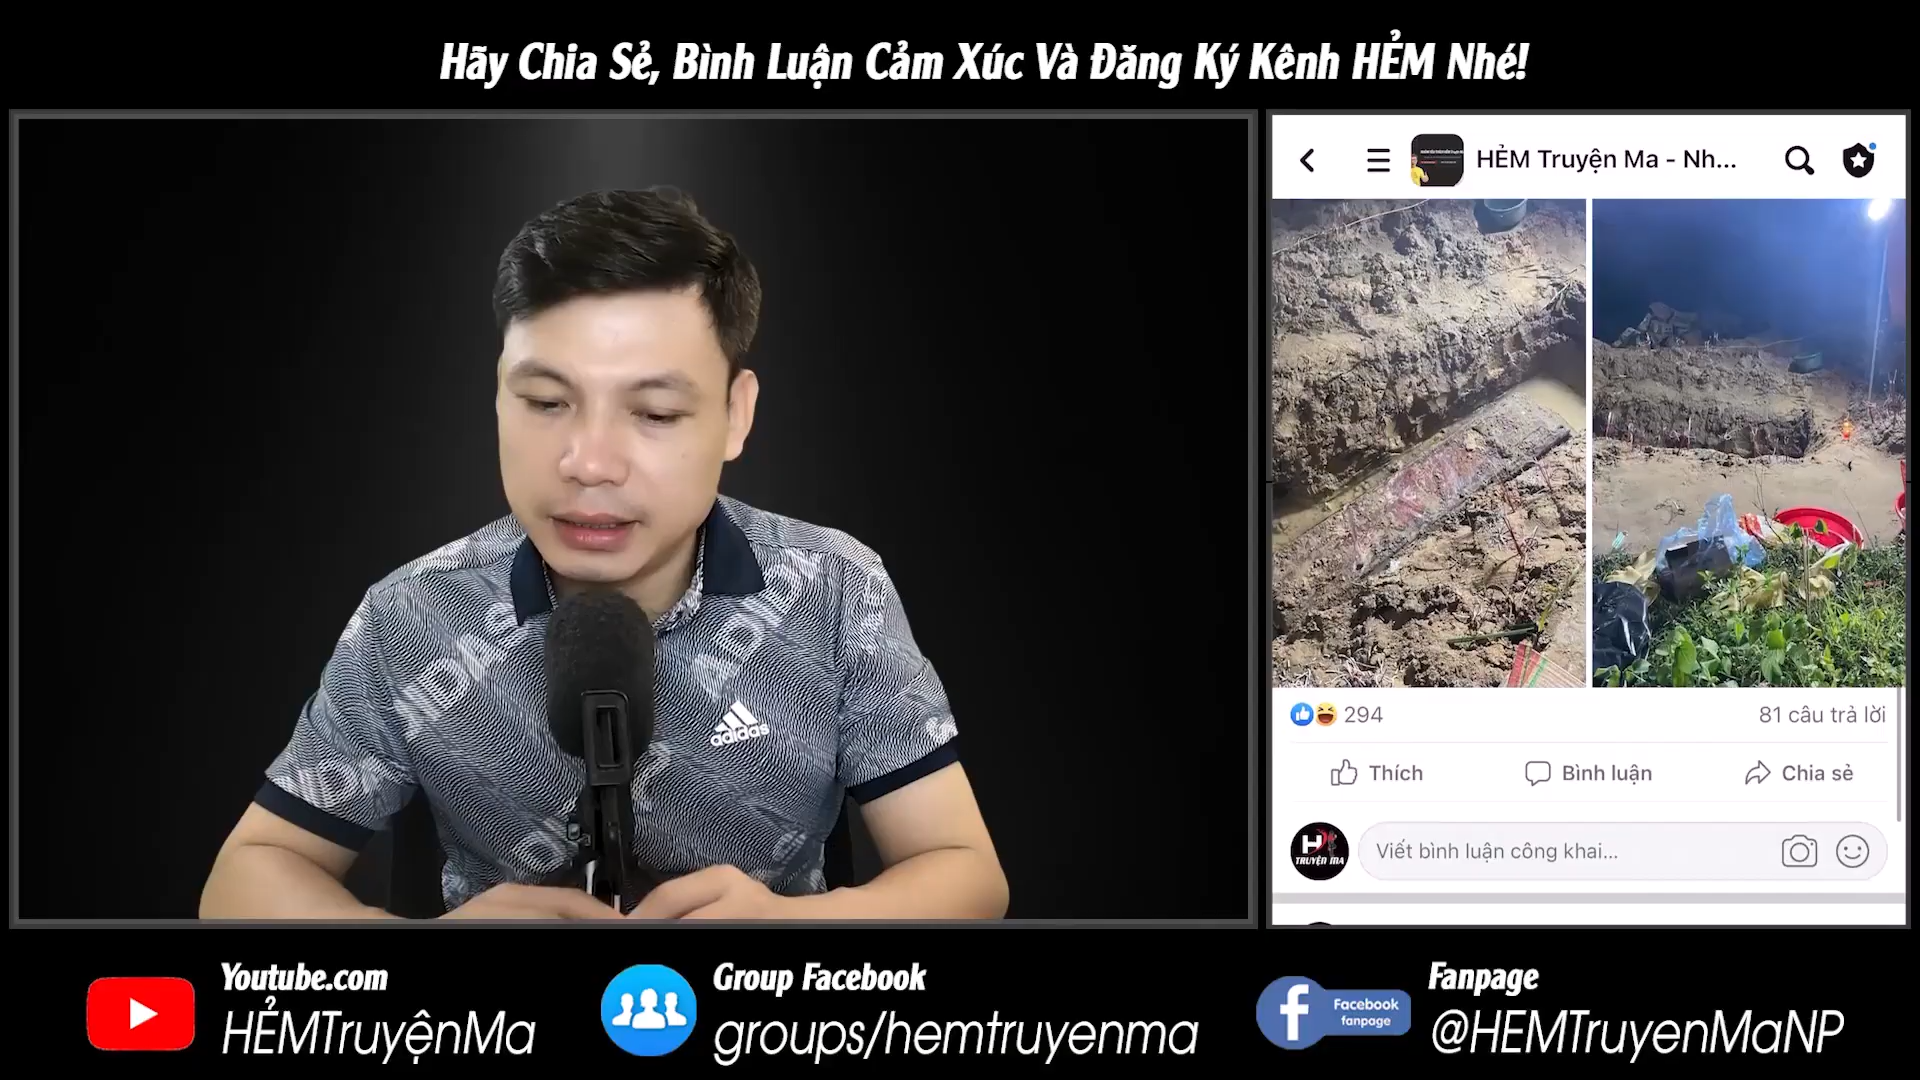 Hãy Chia Sẻ, Bình Luận Cảm Xúc Và Đăng Ký Kênh HẺM Nhé!
HẺM Truyện Ma - Nh...
adidas
294
81 câu trả lời
Thích
Bình luận
Chia sẻ
H
TRUYỆN MA
Viết bình luận công khai...
Youtube.com
HẺMTruyệnMa
Group Facebook
groups/hemtruyenma
Facebook
fanpage
Fanpage
@HEMTruyenMaNP